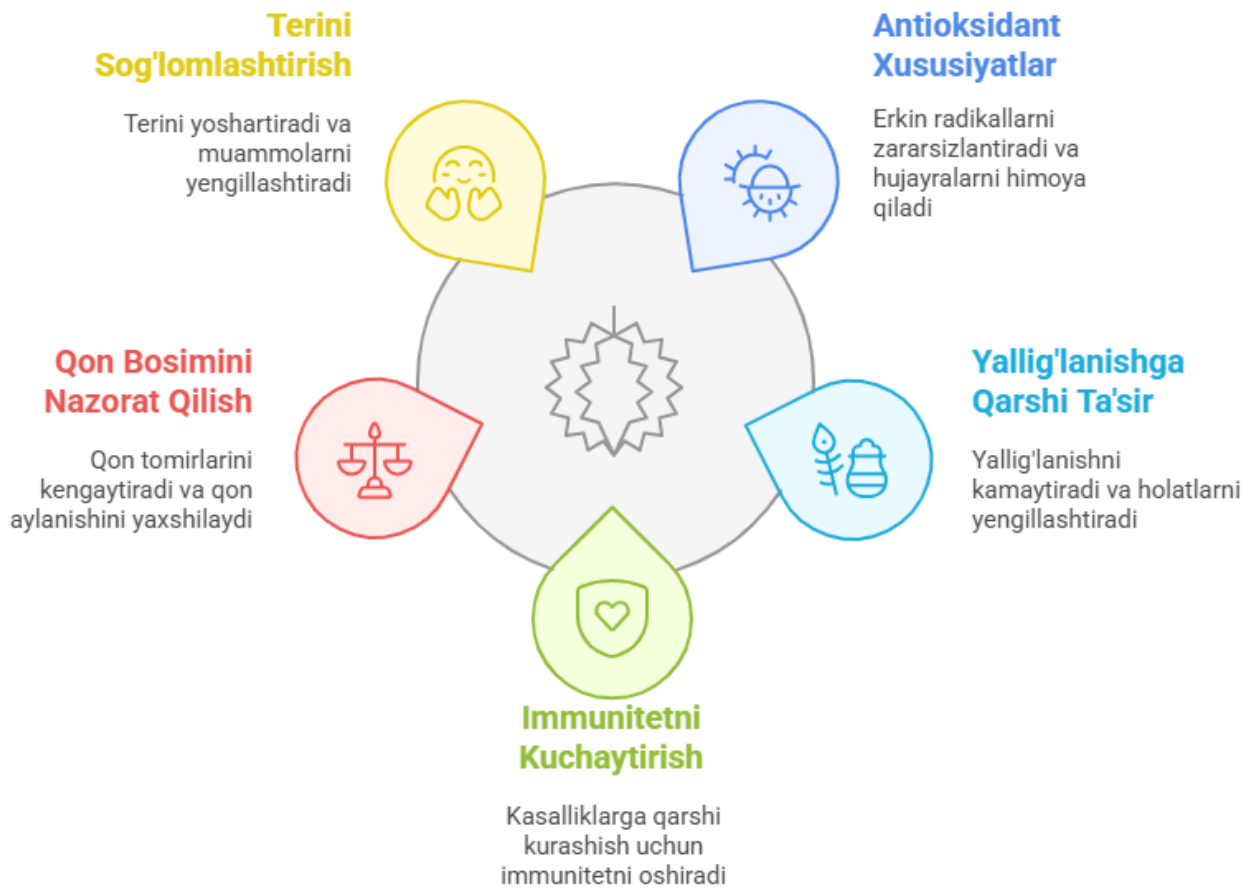 Terini
Sog'lomlashtirish
Terini yoshartiradi va
muammolarni
yengillashtiradi
Antioksidant
Xususiyatlar
Erkin radikallarni
zararsizlantiradi va
hujayralarni himoya
qiladi
Qon Bosimini
Nazorat Qilish
Qon tomirlarini
kengaytiradi va qon
aylanishini yaxshilaydi
Yallig'lanishga
Qarshi Ta'sir
Yallig'lanishni
kamaytiradi va holatlarni
yengillashtiradi
Immunitetni
Kuchaytirish
Kasalliklarga qarshi
kurashish uchun
immunitetni oshiradi